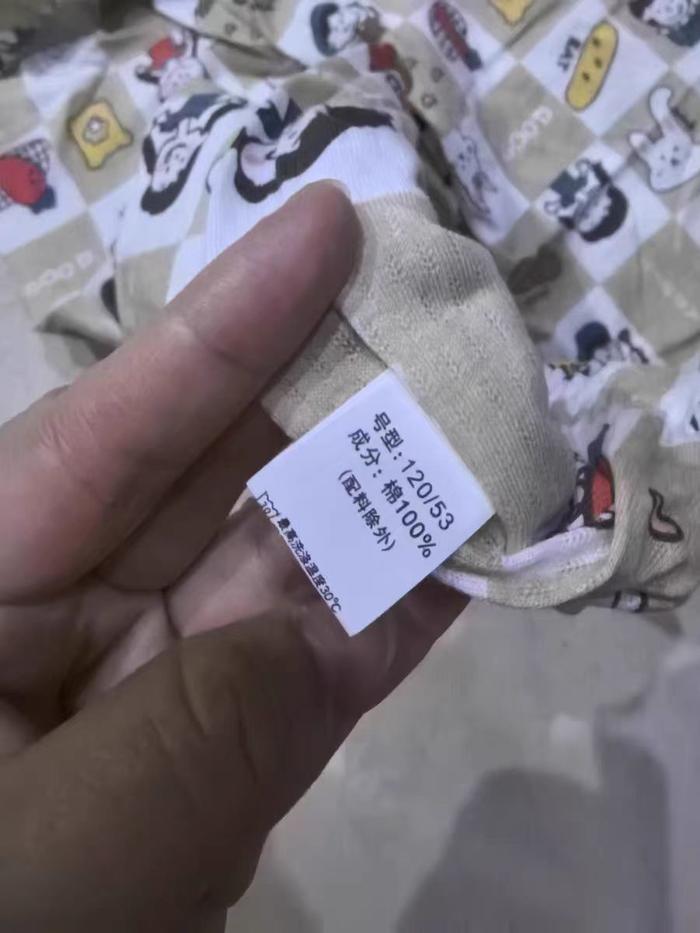 号型：120/53
成分：棉100%
(配料除外)
最高洗涤温度30℃
EAT